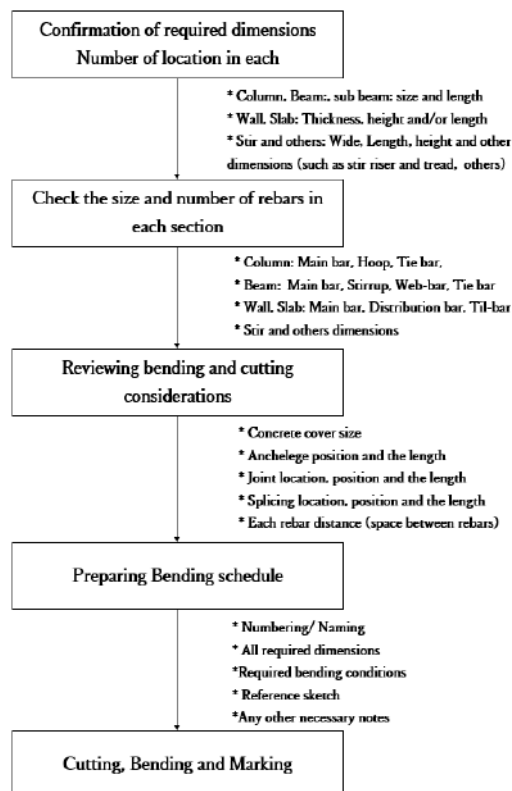 Confirmation of required dimensions
Number of location in each
* Column, Beam:, sub beam: size and length
* Wall, Slab: Thickness, height and/or length
* Stir and others: Wide, Length, height and other
dimensions (such as stir riser and tread, others)
Check the size and number of rebars in
each section
* Column: Main bar, Hoop, Tie bar,
* Beam: Main bar, Stirrup, Web-bar, Tie bar
* Wall, Slab: Main bar, Distribution bar, Til-bar
* Stir and others dimensions
Reviewing bending and cutting
considerations
* Concrete cover size
* Anchelege position and the length
* Joint location, position and the length
* Splicing location, position and the length
* Each rebar distance (space between rebars)
Preparing Bending schedule
* Numbering/ Naming
* All required dimensions
*Required bending conditions
* Reference sketch
*Any other necessary notes
Cutting, Bending and Marking